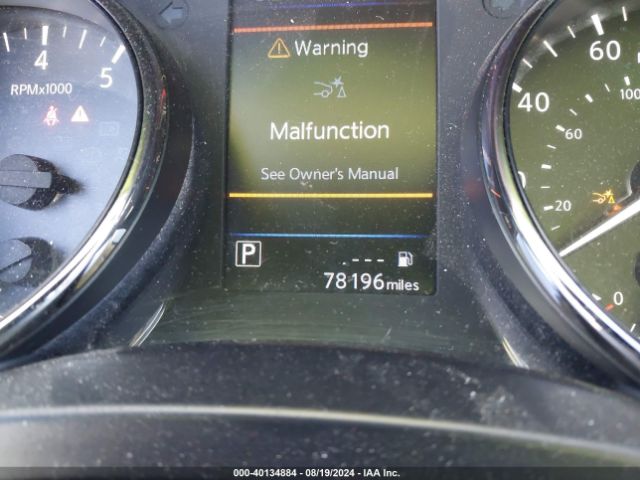 4
5
RPMx1000
Warning
Malfunction
See Owner's Manual
P
.---
78196 miles
60
100
40
60
20
0
000-40134884 - 08/19/2024 - IAA Inc.